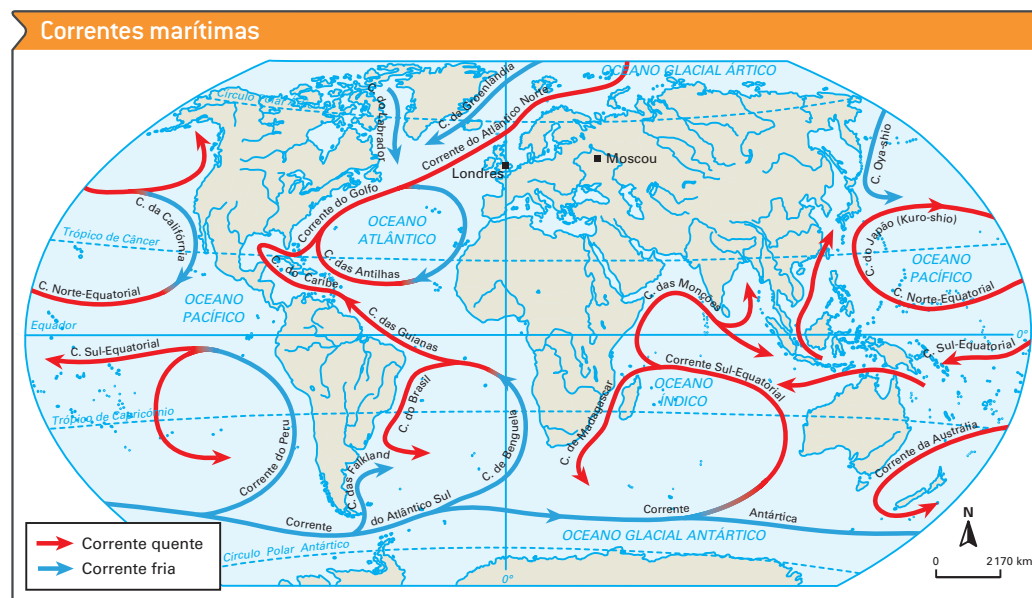 Correntes marítimas
OCEANO GLACIAL ÁRTICO
Círculo Polar
C. do Labrador
C. da Groenlândia
Corrente do Atlântico Norte
Londres
Moscou
C. Oya-shio
C. da Califórnia
Corrente do Golfo
OCEANO
ATLÂNTICO
C. do Japão (Kuro-shio)
Trópico de Câncer
C. das Antilhas
C. do Caribe
OCEANO
PACÍFICO
C. Norte-Equatorial
OCEANO
PACÍFICO
C. das Monções
C. Norte-Equatorial
C. das Guianas
Equador
0°
C. Sul-Equatorial
C. Sul-Equatorial
Corrente Sul-Equatorial
OCEANO
ÍNDICO
C. do Brasil
Trópico de Capricórnio
C. de Madagascar
Corrente do Peru
C. das Falkland
C. de Benguela
Corrente da Austrália
Corrente
do Atlântico Sul
Corrente
Antártica
OCEANO GLACIAL ANTÁRTICO
Círculo Polar Antártico
0°
Corrente quente
Corrente fria
N
0
2170 km